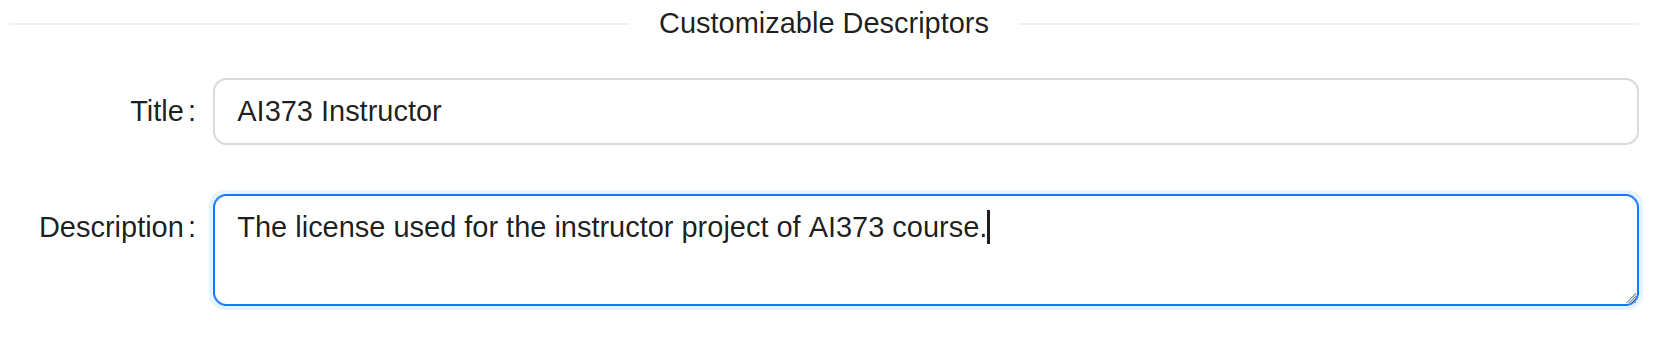 Customizable Descriptors
Title: AI373 Instructor
Description: The license used for the instructor project of AI373 course.